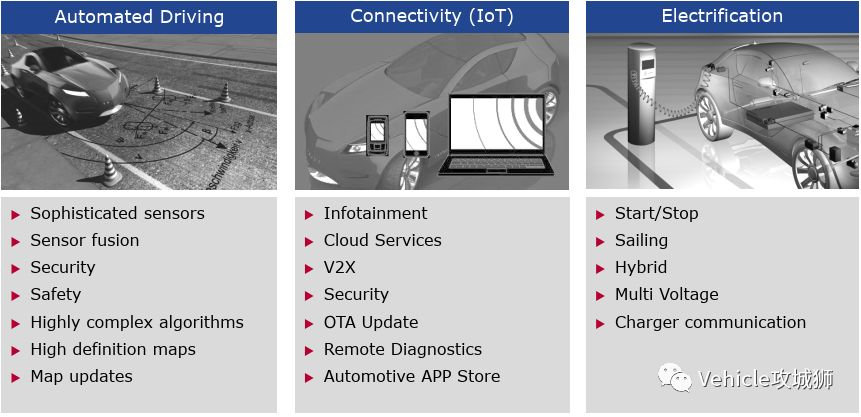 Automated Driving
Sophisticated sensors
Sensor fusion
Security
Safety
Highly complex algorithms
High definition maps
Map updates
Connectivity (IoT)
Infotainment
Cloud Services
V2X
Security
OTA Update
Remote Diagnostics
Automotive APP Store
Electrification
Start/Stop
Sailing
Hybrid
Multi Voltage
Charger communication
Vehicle攻城狮